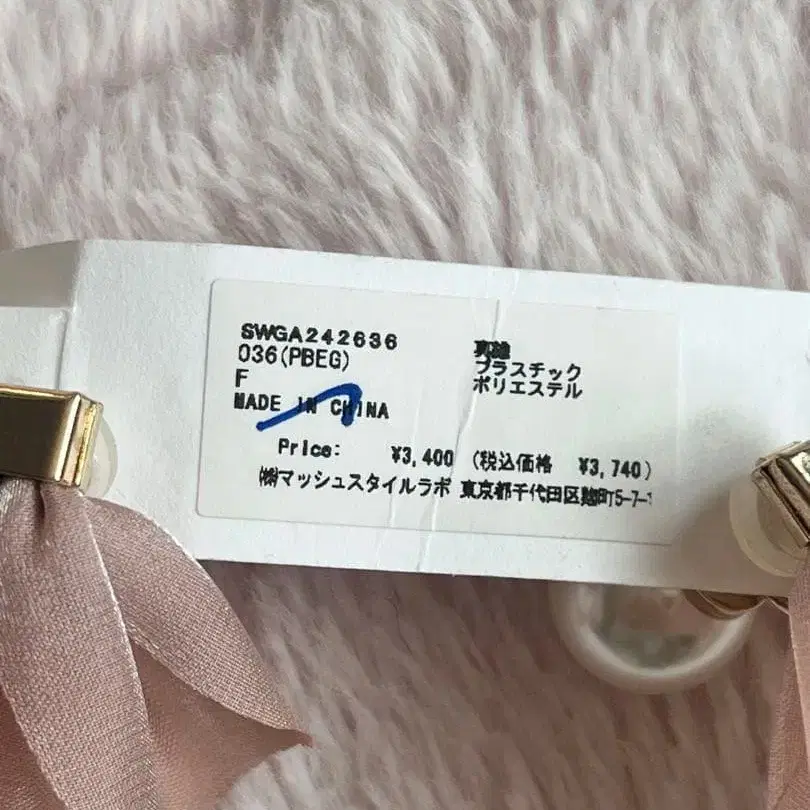 SWGA242636
036(PBEG)
F
MADE IN CHINA
真鍮
プラスチック
ポリエステル
Price: ¥3,400 (税込価格 ¥3,740)
㈱マッシュスタイルラボ 東京都千代田区麹町5-7-1